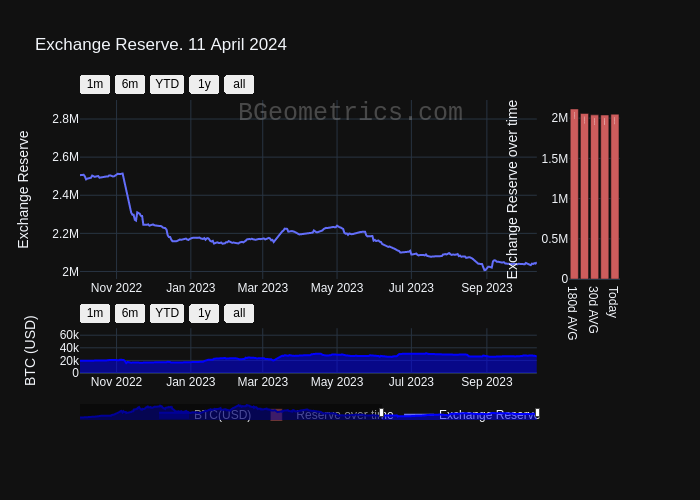 Exchange Reserve. 11 April 2024
1m 6m YTD 1y all
BGeometrics.com
Exchange Reserve
2.8M
2.6M
2.4M
2.2M
2M
Nov 2022 Jan 2023 Mar 2023 May 2023 Jul 2023 Sep 2023
Exchange Reserve over time
2M
1.5M
1M
0.5M
0
180d AVG
30d AVG
Today
1m 6m YTD 1y all
BTC (USD)
60k
40k
20k
0
Nov 2022 Jan 2023 Mar 2023 May 2023 Jul 2023 Sep 2023
BTC(USD) Reserve over time Exchange Reserve